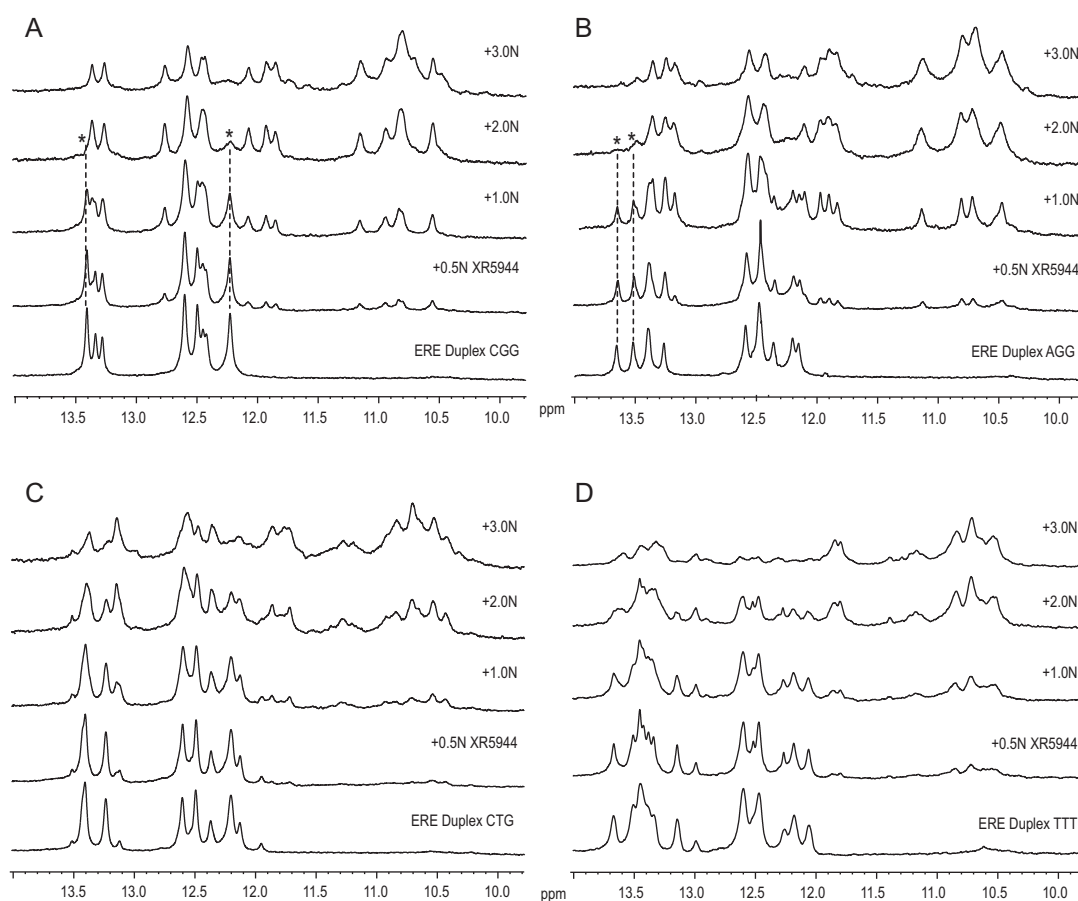 A
+3.0N
* *
+2.0N
+1.0N
+0.5N XR5944
ERE Duplex CGG
13.5 13.0 12.5 12.0 11.5 11.0 10.5 10.0
B
+3.0N
* *
+2.0N
+1.0N
+0.5N XR5944
ERE Duplex AGG
ppm 13.5 13.0 12.5 12.0 11.5 11.0 10.5 10.0
C
+3.0N
+2.0N
+1.0N
+0.5N XR5944
ERE Duplex CTG
13.5 13.0 12.5 12.0 11.5 11.0 10.5 10.0
D
+3.0N
+2.0N
+1.0N
+0.5N XR5944
ERE Duplex TTT
ppm 13.5 13.0 12.5 12.0 11.5 11.0 10.5 10.0